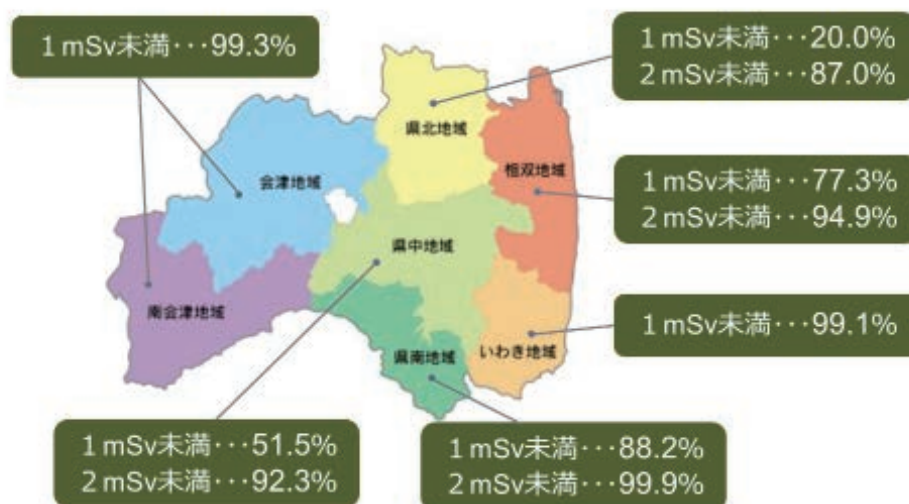 1 mSv未満･･･99.3%
1 mSv未満･･･20.0%
2 mSv未満･･･87.0%
県北地域
会津地域
相双地域
1 mSv未満･･･77.3%
2 mSv未満･･･94.9%
県中地域
南会津地域
1 mSv未満･･･99.1%
県南地域
いわき地域
1 mSv未満･･･51.5%
2 mSv未満･･･92.3%
1 mSv未満･･･88.2%
2 mSv未満･･･99.9%